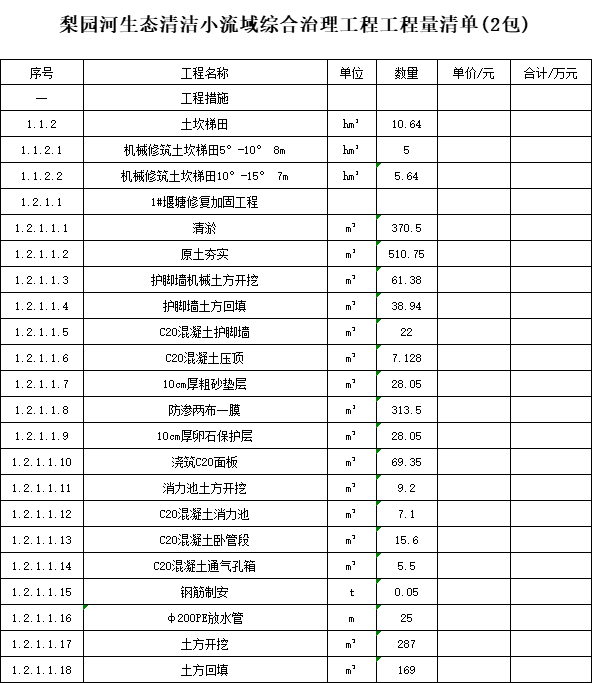 梨园河生态清洁小流域综合治理工程工程量清单(2包)
序号 工程名称 单位 数量 单价/元 合计/万元
一 工程措施
1.1.2 土坎梯田 hm² 10.64
1.1.2.1 机械修筑土坎梯田5°-10° 8m hm² 5
1.1.2.2 机械修筑土坎梯田10°-15° 7m hm² 5.64
1.2.1.1 1#堰塘修复加固工程
1.2.1.1.1 清淤 m³ 370.5
1.2.1.1.2 原土夯实 m³ 510.75
1.2.1.1.3 护脚墙机械土方开挖 m³ 61.38
1.2.1.1.4 护脚墙土方回填 m³ 38.94
1.2.1.1.5 C20混凝土护脚墙 m³ 22
1.2.1.1.6 C20混凝土压顶 m³ 7.128
1.2.1.1.7 10cm厚粗砂垫层 m³ 28.05
1.2.1.1.8 防渗两布一膜 m² 313.5
1.2.1.1.9 10cm厚卵石保护层 m³ 28.05
1.2.1.1.10 浇筑C20面板 m³ 69.35
1.2.1.1.11 消力池土方开挖 m³ 9.2
1.2.1.1.12 C20混凝土消力池 m³ 7.1
1.2.1.1.13 C20混凝土卧管段 m³ 15.6
1.2.1.1.14 C20混凝土通气孔箱 m³ 5.5
1.2.1.1.15 钢筋制安 t 0.05
1.2.1.1.16 φ200PE放水管 m 25
1.2.1.1.17 土方开挖 m³ 287
1.2.1.1.18 土方回填 m³ 169